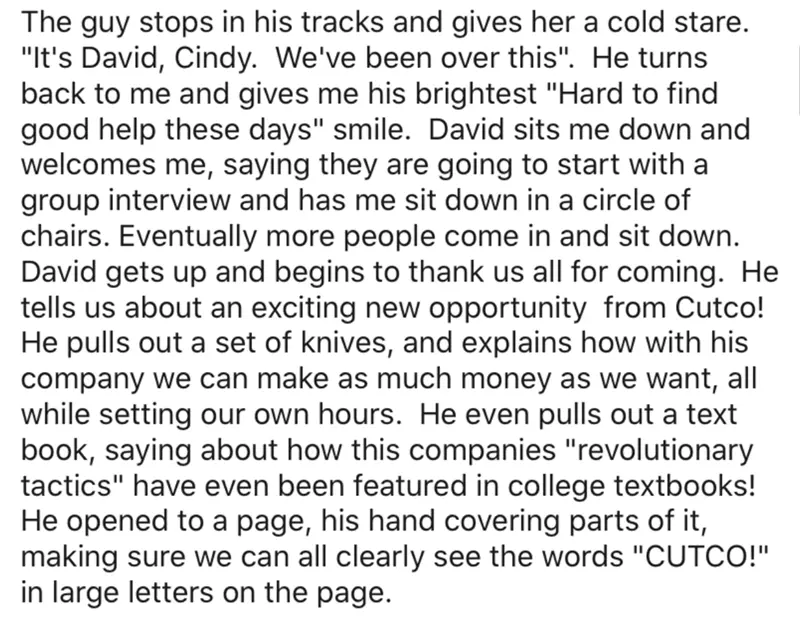 The guy stops in his tracks and gives her a cold stare.
"It's David, Cindy.  We've been over this".  He turns
back to me and gives me his brightest "Hard to find
good help these days" smile.  David sits me down and
welcomes me, saying they are going to start with a
group interview and has me sit down in a circle of
chairs. Eventually more people come in and sit down.
David gets up and begins to thank us all for coming.  He
tells us about an exciting new opportunity  from Cutco!
He pulls out a set of knives, and explains how with his
company we can make as much money as we want, all
while setting our own hours.  He even pulls out a text
book, saying about how this companies "revolutionary
tactics" have even been featured in college textbooks!
He opened to a page, his hand covering parts of it,
making sure we can all clearly see the words "CUTCO!"
in large letters on the page.